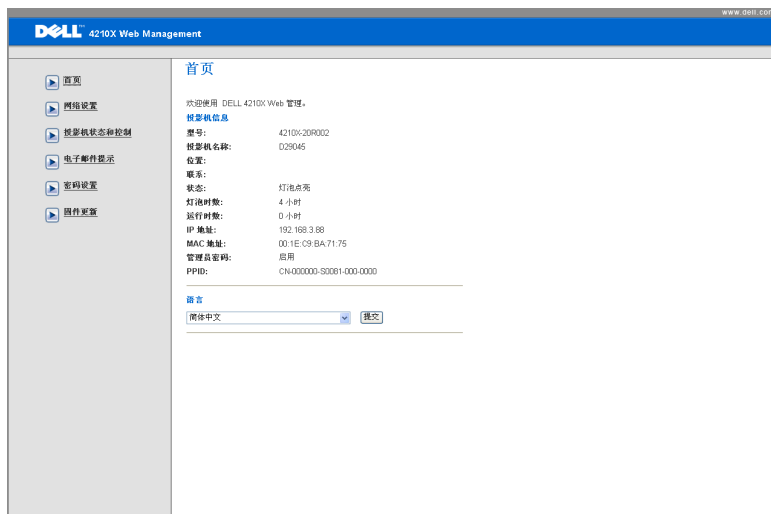 www.dell.com
DELL™ 4210X Web Management
首页
网络设置
投影机状态和控制
电子邮件提示
密码设置
固件更新
首页
欢迎使用 DELL 4210X Web 管理。
投影机信息
型号: 4210X-20R002
投影机名称: D29045
位置:
联系:
状态: 灯泡点亮
灯泡时数: 4 小时
运行时数: 0 小时
IP 地址: 192.168.3.88
MAC 地址: 00:1E:C9:BA:71:75
管理员密码: 启用
PPID: CN-000000-S0081-000-0000
语言
简体中文 提交